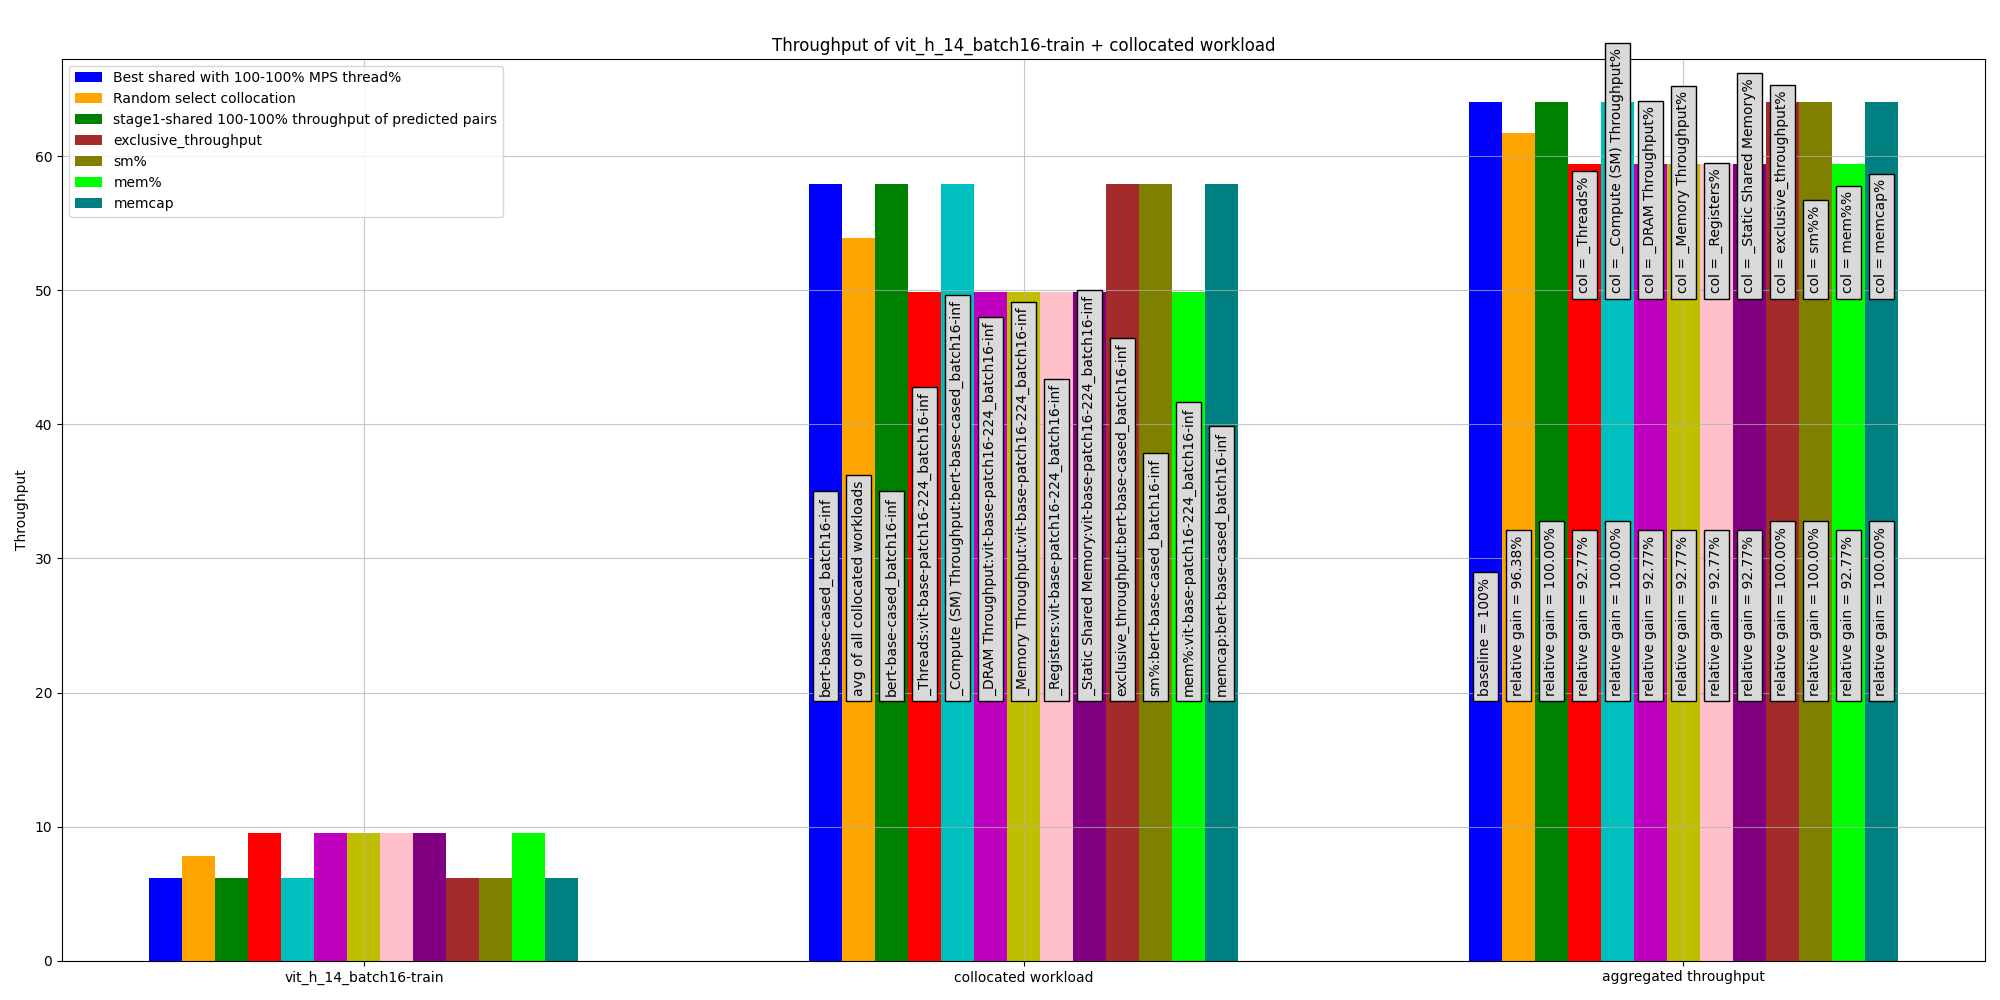 Throughput of vit_h_14_batch16-train + collocated workload
Best shared with 100-100% MPS thread%
Random select collocation
stage1-shared 100-100% throughput of predicted pairs
exclusive_throughput
sm%
mem%
memcap
Throughput
60
50
40
30
20
10
0
bert-base-cased_batch16-inf
avg of all collocated workloads
bert-base-cased_batch16-inf
_Threads:vit-base-patch16-224_batch16-inf
_Compute (SM) Throughput:bert-base-cased_batch16-inf
_DRAM Throughput:vit-base-patch16-224_batch16-inf
_Memory Throughput:vit-base-patch16-224_batch16-inf
_Registers:vit-base-patch16-224_batch16-inf
_Static Shared Memory:vit-base-patch16-224_batch16-inf
exclusive_throughput:bert-base-cased_batch16-inf
sm%:bert-base-cased_batch16-inf
mem%:vit-base-patch16-224_batch16-inf
memcap:bert-base-cased_batch16-inf
col = _Threads%
col = _Compute (SM) Throughput%
col = _DRAM Throughput%
col = _Memory Throughput%
col = _Registers%
col = _Static Shared Memory%
col = exclusive_throughput%
col = sm%%
col = mem%%
col = memcap%
baseline = 100%
relative gain = 96.38%
relative gain = 100.00%
relative gain = 92.77%
relative gain = 100.00%
relative gain = 92.77%
relative gain = 92.77%
relative gain = 92.77%
relative gain = 92.77%
relative gain = 100.00%
relative gain = 100.00%
relative gain = 92.77%
relative gain = 100.00%
vit_h_14_batch16-train
collocated workload
aggregated throughput